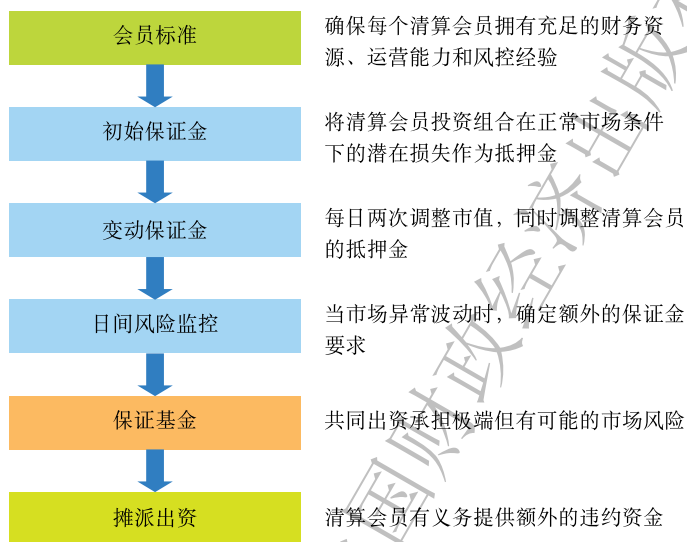 会员标准
确保每个清算会员拥有充足的财务资
源、运营能力和风控经验
初始保证金
将清算会员投资组合在正常市场条件
下的潜在损失作为抵押金
变动保证金
每日两次调整市值，同时调整清算会员
的抵押金
日间风险监控
当市场异常波动时，确定额外的保证金
要求
保证基金
共同出资承担极端但有可能的市场风险
摊派出资
清算会员有义务提供额外的违约资金
国财政经济出版